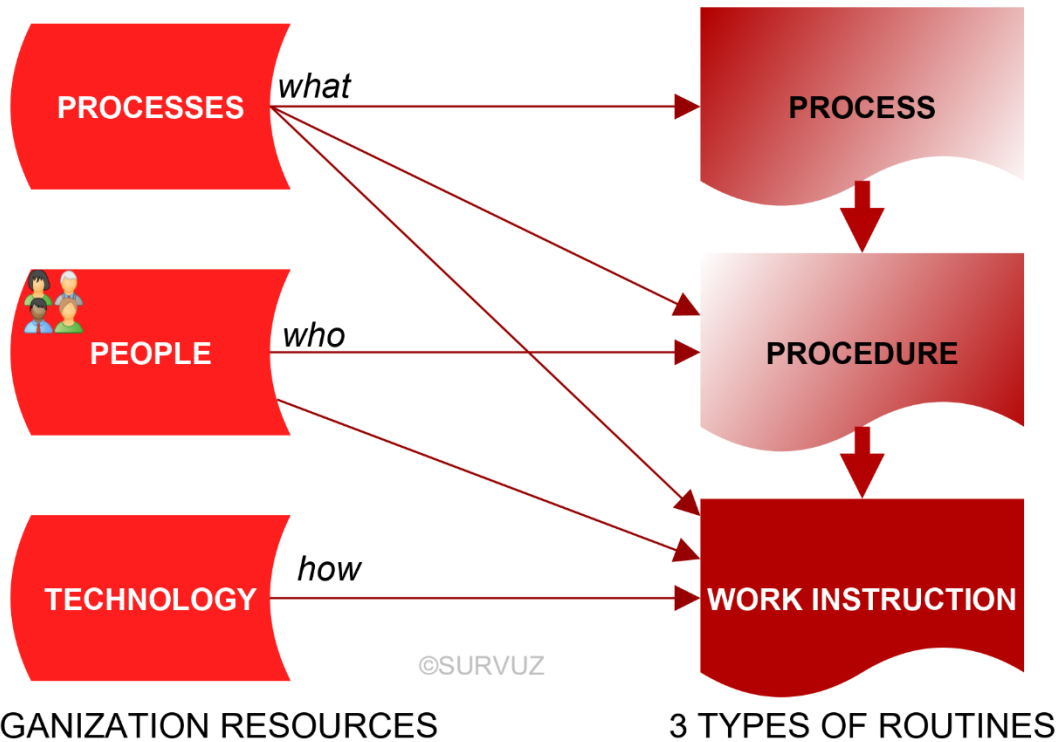 PROCESSES
what
PROCESS
PEOPLE
who
PROCEDURE
TECHNOLOGY
how
WORK INSTRUCTION
©SURVUZ
GANIZATION RESOURCES
3 TYPES OF ROUTINES